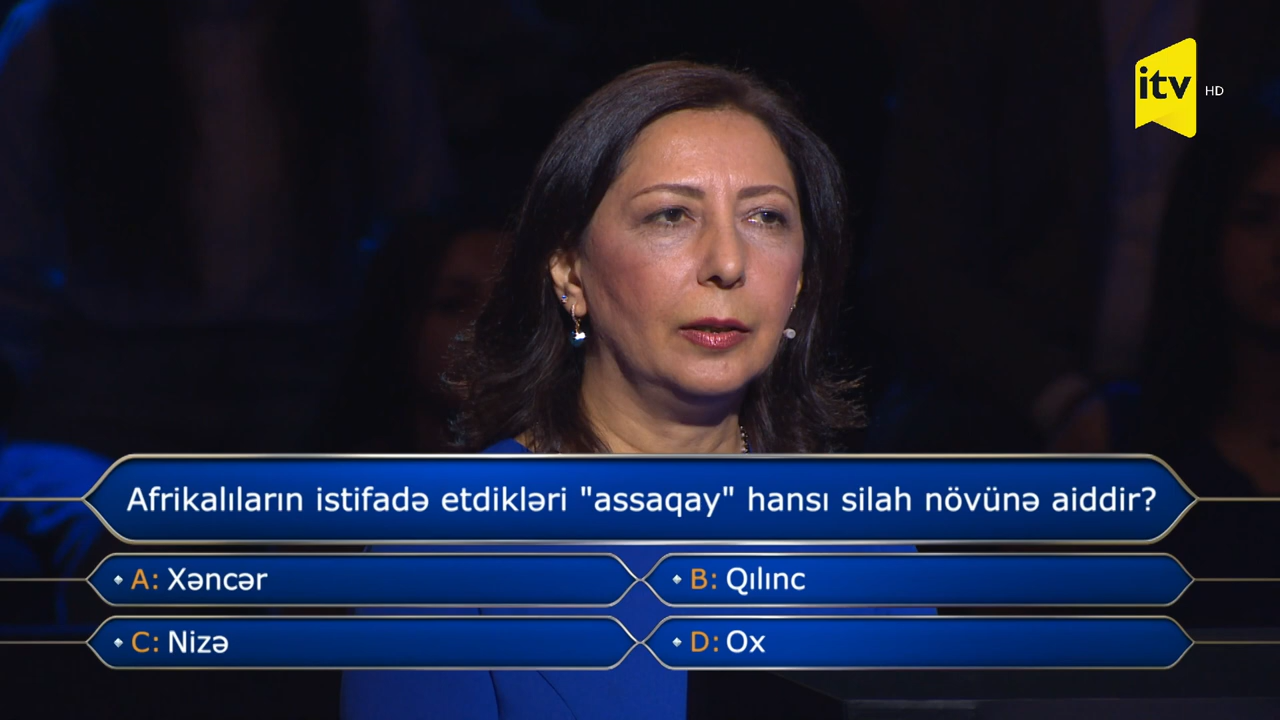 itv HD
Afrikalıların istifadə etdikləri "assaqay" hansı silah növünə aiddir?
A: Xəncər
B: Qılınc
C: Nizə
D: Ox